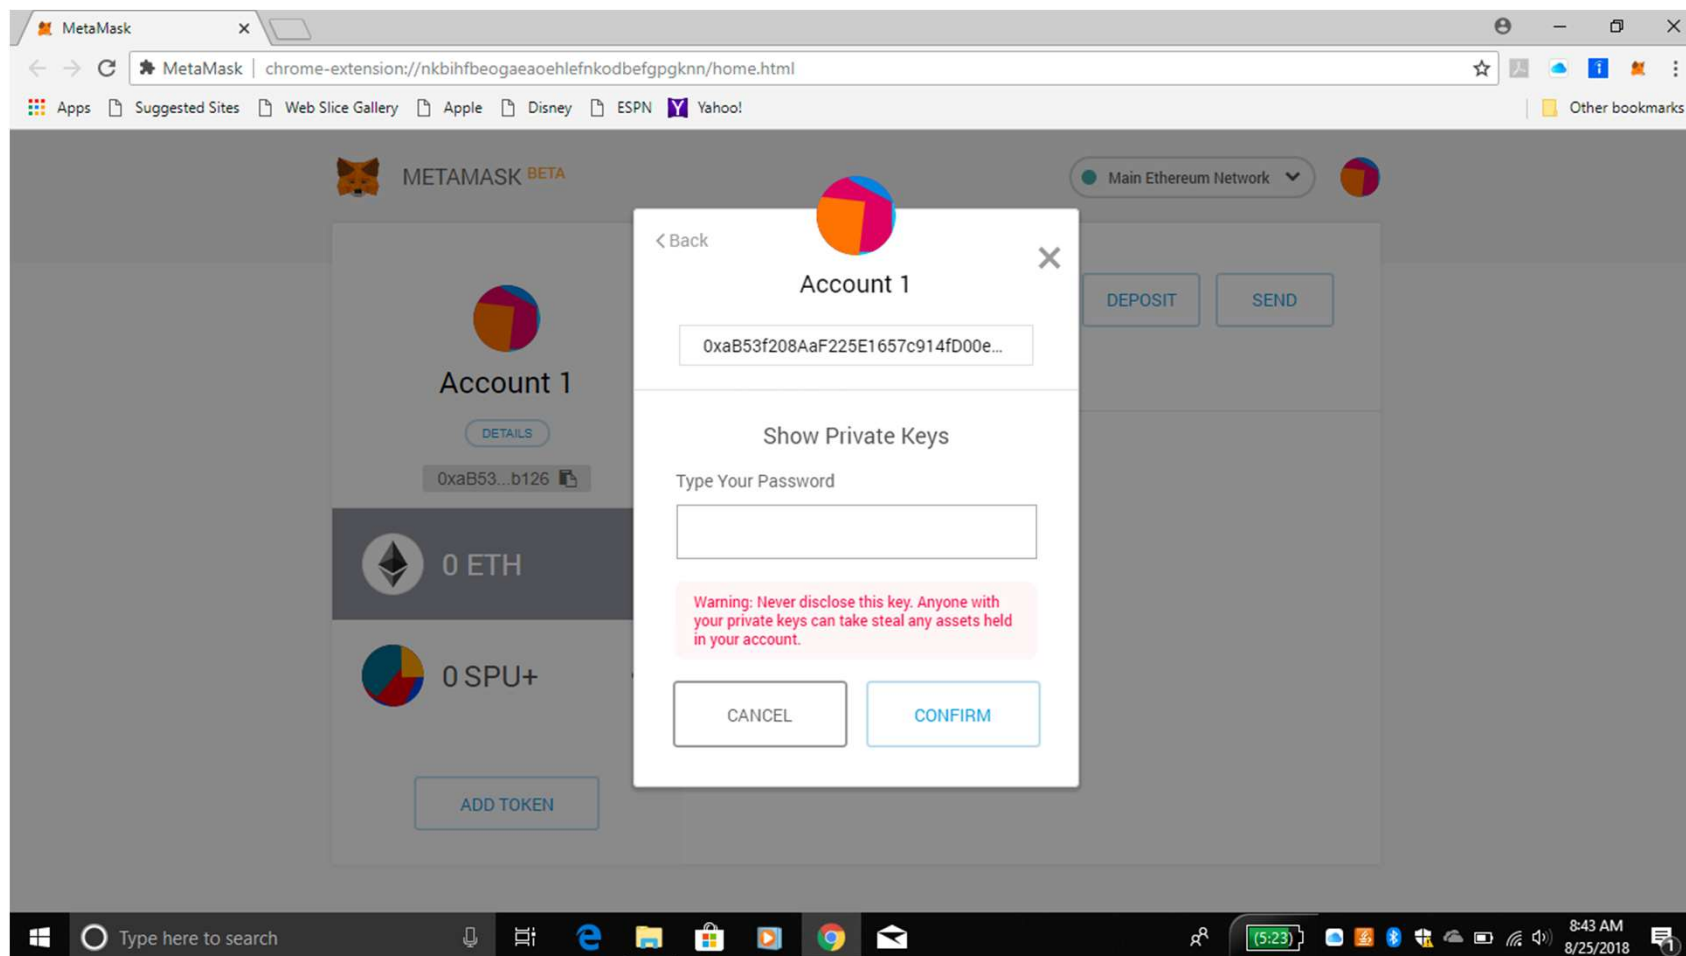 MetaMask
MetaMask chrome-extension://nkbihfbeogaeaoehlefnkodbefgpgknn/home.html
Apps Suggested Sites Web Slice Gallery Apple Disney ESPN Yahoo! Other bookmarks
METAMASK BETA
Main Ethereum Network
Account 1
DETAILS
0xaB53...b126
0 ETH
0 SPU+
ADD TOKEN
Back
Account 1
0xaB53f208AaF225E1657c914fD00e...
Show Private Keys
Type Your Password
Warning: Never disclose this key. Anyone with
your private keys can take steal any assets held
in your account.
CANCEL CONFIRM
DEPOSIT SEND
Type here to search
(5:23)
8:43 AM
8/25/2018
1